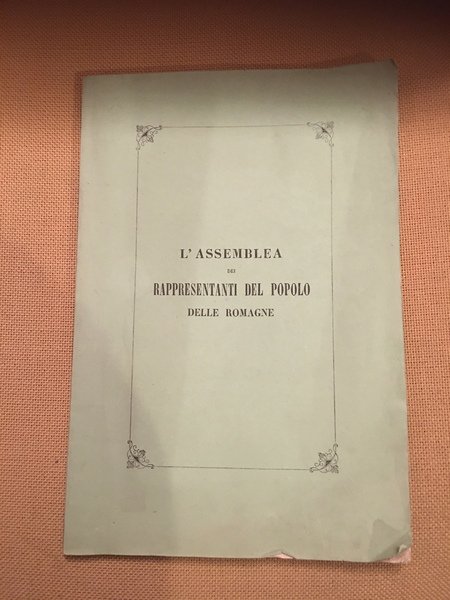 L'ASSEMBLEA
DEI
RAPPRESENTANTI DEL POPOLO
DELLE ROMAGNE